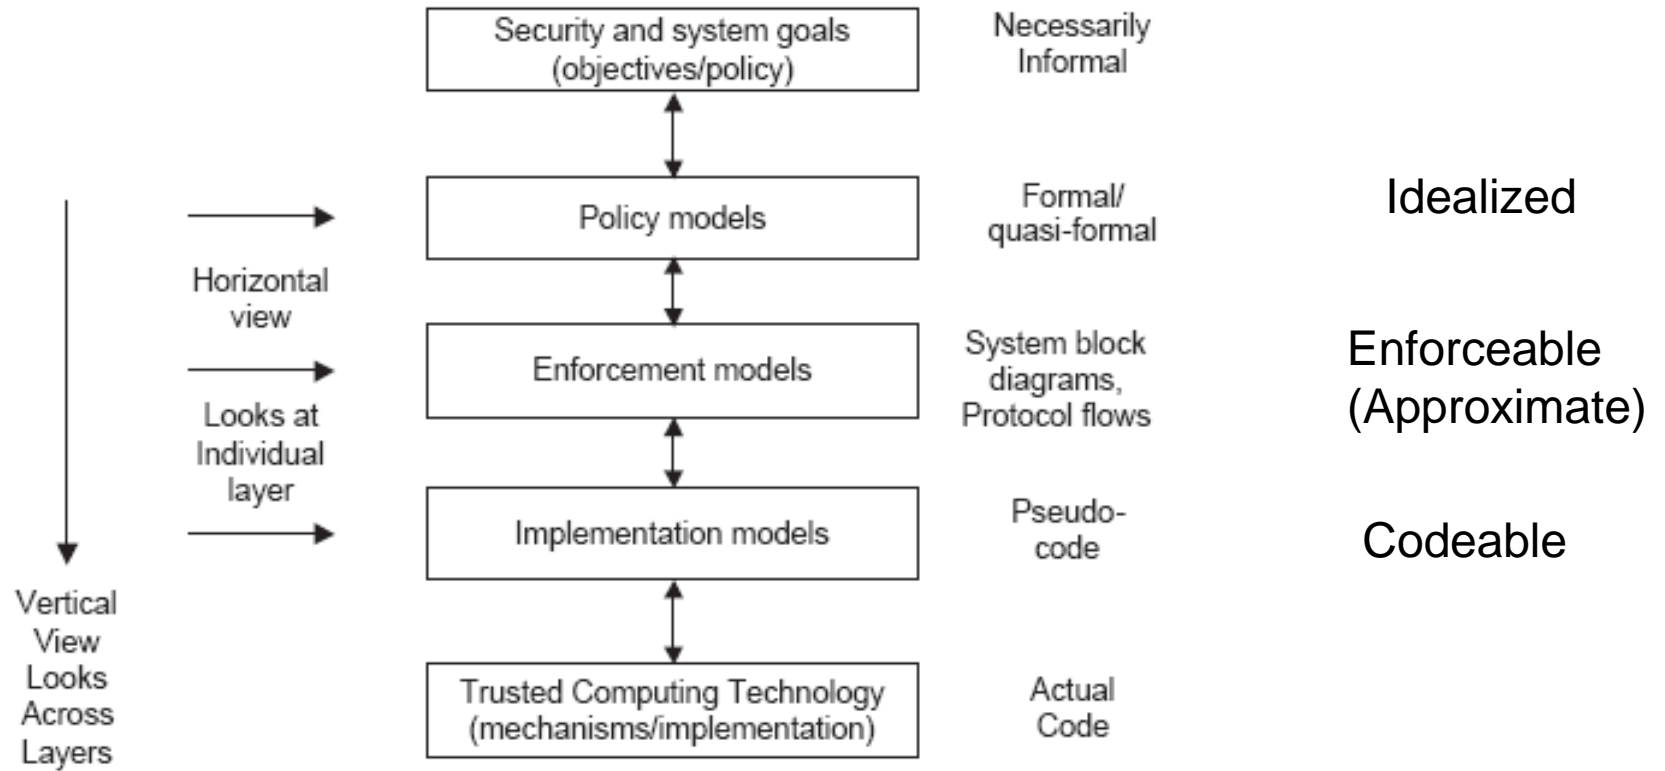 Security and system goals
(objectives/policy)
Necessarily
Informal
Policy models
Formal/
quasi-formal
Idealized
Horizontal
view
Enforcement models
System block
diagrams,
Protocol flows
Enforceable
(Approximate)
Looks at
Individual
layer
Implementation models
Pseudo-
code
Codeable
Vertical
View
Looks
Across
Layers
Trusted Computing Technology
(mechanisms/implementation)
Actual
Code